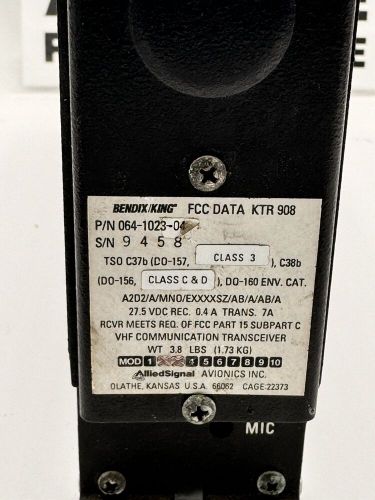 BENDIX/KING® FCC DATA KTR 908
P/N 064-1023-04
S/N 9458
TSO C37b (DO-157, CLASS 3 ), C38b
(DO-156, CLASS C & D ), DO-160 ENV. CAT.
A2D2/A/MNO/EXXXXSZ/AB/A/AB/A
27.5 VDC REC. 0.4 A TRANS. 7A
RCVR MEETS REQ. OF FCC PART 15 SUBPART C
VHF COMMUNICATION TRANSCEIVER
WT 3.8 LBS (1.73 KG)
MOD 1 4 5 6 7 8 9 10
AlliedSignal AVIONICS INC.
OLATHE, KANSAS U.S.A. 66062 CAGE:22373
MIC